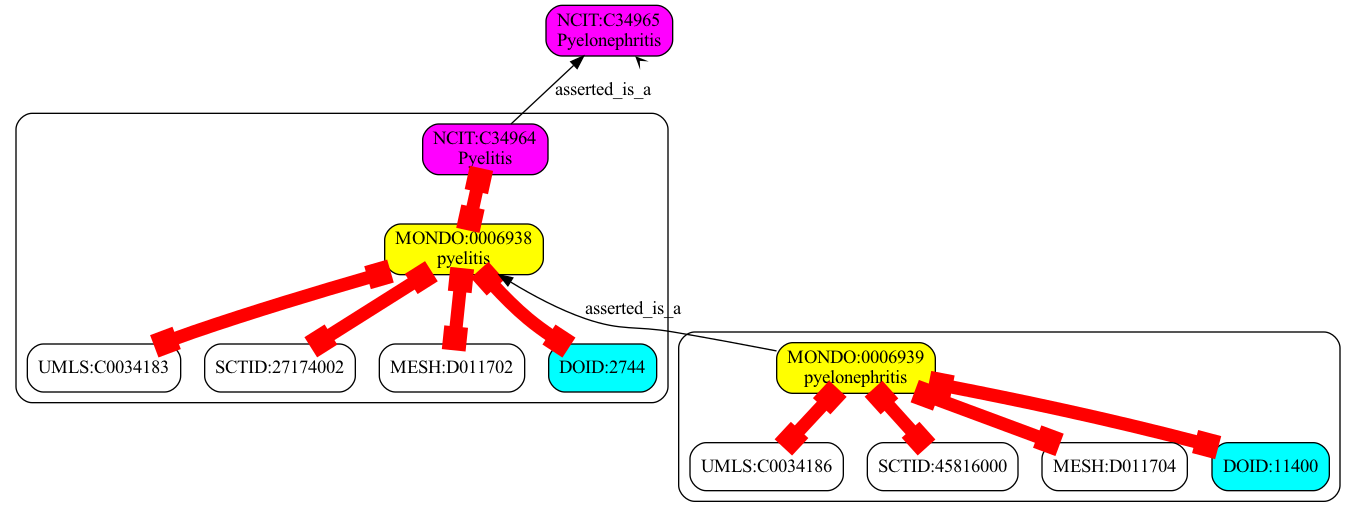 NCIT:C34965
Pyelonephritis
asserted_is_a
NCIT:C34964
Pyelitis
MONDO:0006938
pyelitis
asserted_is_a
UMLS:C0034183
SCTID:27174002
MESH:D011702
DOID:2744
MONDO:0006939
pyelonephritis
UMLS:C0034186
SCTID:45816000
MESH:D011704
DOID:11400